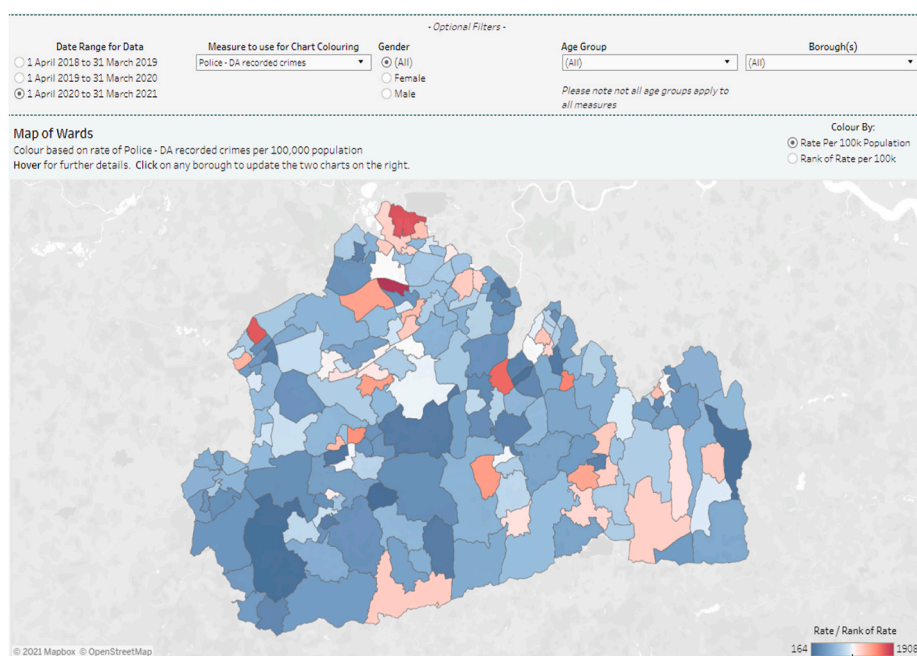 - Optional Filters -
Date Range for Data
1 April 2018 to 31 March 2019
1 April 2019 to 31 March 2020
1 April 2020 to 31 March 2021
Measure to use for Chart Colouring
Police - DA recorded crimes
Gender
(All)
Female
Male
Age Group
(All)
Please note not all age groups apply to
all measures
Borough(s)
(All)
Map of Wards
Colour based on rate of Police - DA recorded crimes per 100,000 population
Hover for further details. Click on any borough to update the two charts on the right.
Colour By:
Rate Per 100k Population
Rank of Rate per 100k
Rate / Rank of Rate
164 1908
© 2021 Mapbox © OpenStreetMap